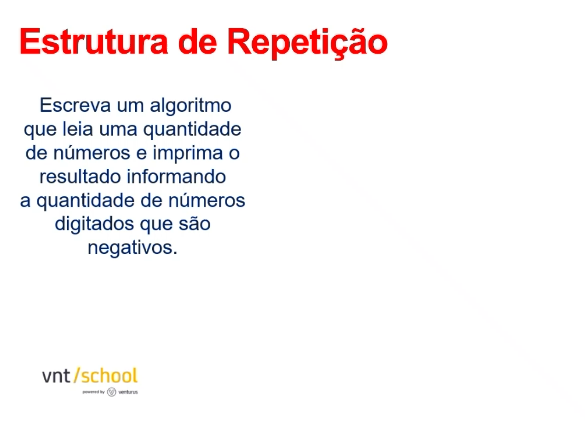 Estrutura de Repetição
Escreva um algoritmo
que leia uma quantidade
de números e imprima o
resultado informando
a quantidade de números
digitados que são
negativos.
vnt/school
powered by venturus